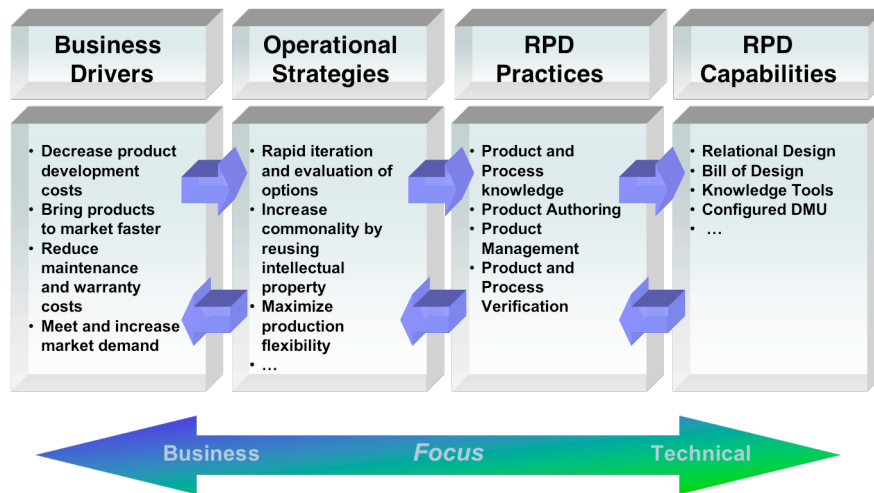 Business
Drivers
Operational
Strategies
RPD
Practices
RPD
Capabilities
• Decrease product
development
costs
• Bring products
to market faster
• Reduce
maintenance
and warranty
costs
• Meet and increase
market demand
• Rapid iteration
and evaluation of
options
• Increase
commonality by
reusing
intellectual
property
• Maximize
production
flexibility
• ...
• Product and
Process
knowledge
• Product Authoring
• Product
Management
• Product and
Process
Verification
• Relational Design
• Bill of Design
• Knowledge Tools
• Configured DMU
• ...
Business
Focus
Technical